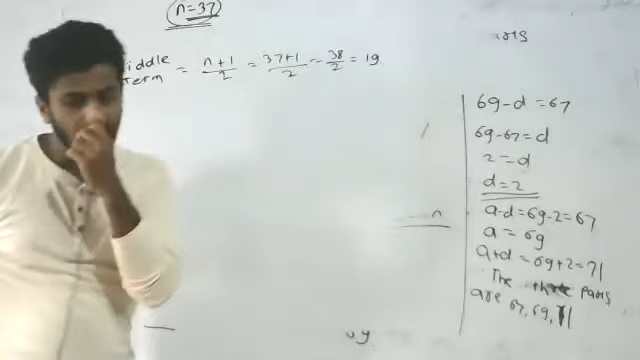 n=37
iddle
Term = n+1/2 = 37+1/2 = 38/2 = 19
69-d=67
69-67=d
2=d
d=2
a-d=69-2=67
a=69
a+d=69+2=71
The three parts
are 67,69,71